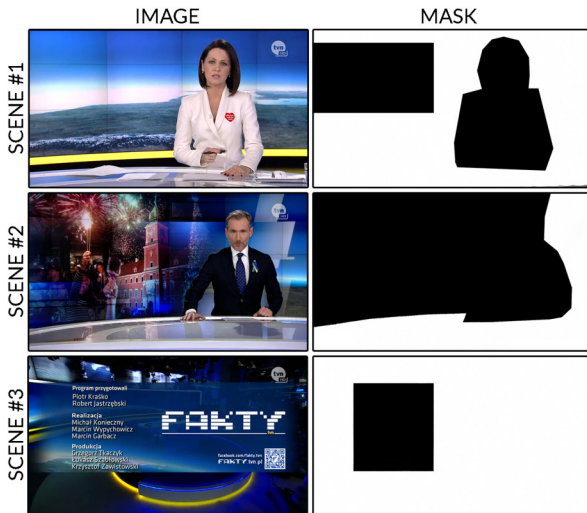 IMAGE
MASK
SCENE #1
tvn
SCENE #2
tvn
SCENE #3
tvn
Program przygotowali
Piotr Kraśko
Robert Jastrzębski
Realizacja
Michał Konieczny
Marcin Wypychowicz
Marcin Garbacz
Produkcja
Grzegorz Tkaczyk
Łukasz Szabłowski
Krzysztof Zawistowski
FAKTY
facebook.com/fakty.tvn
FAKTY tvn.pl